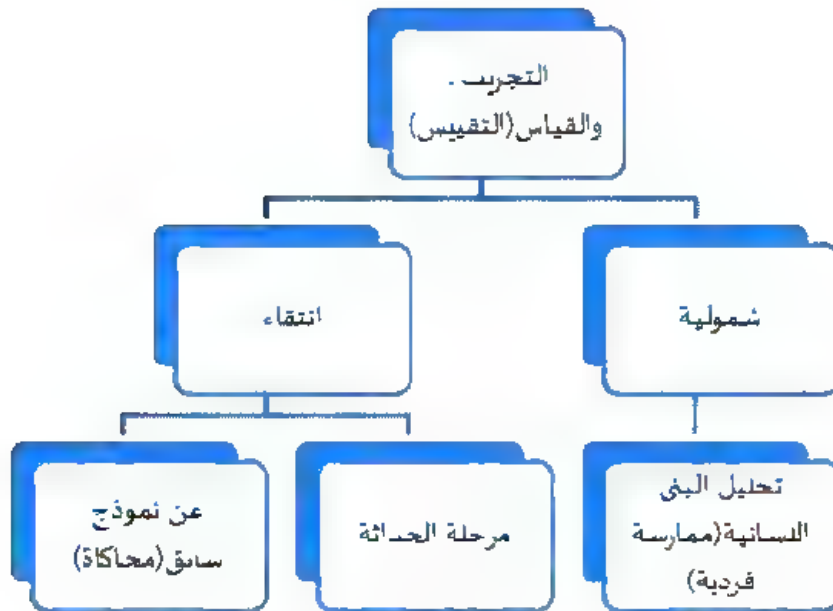 التجريب .
والقياس(التقييس)
شمولية
انتقاء
تحليل البنى
اللسانية(ممارسة
فردية)
مرحلة الحداثة
عن نموذج
سابق(محاكاة)